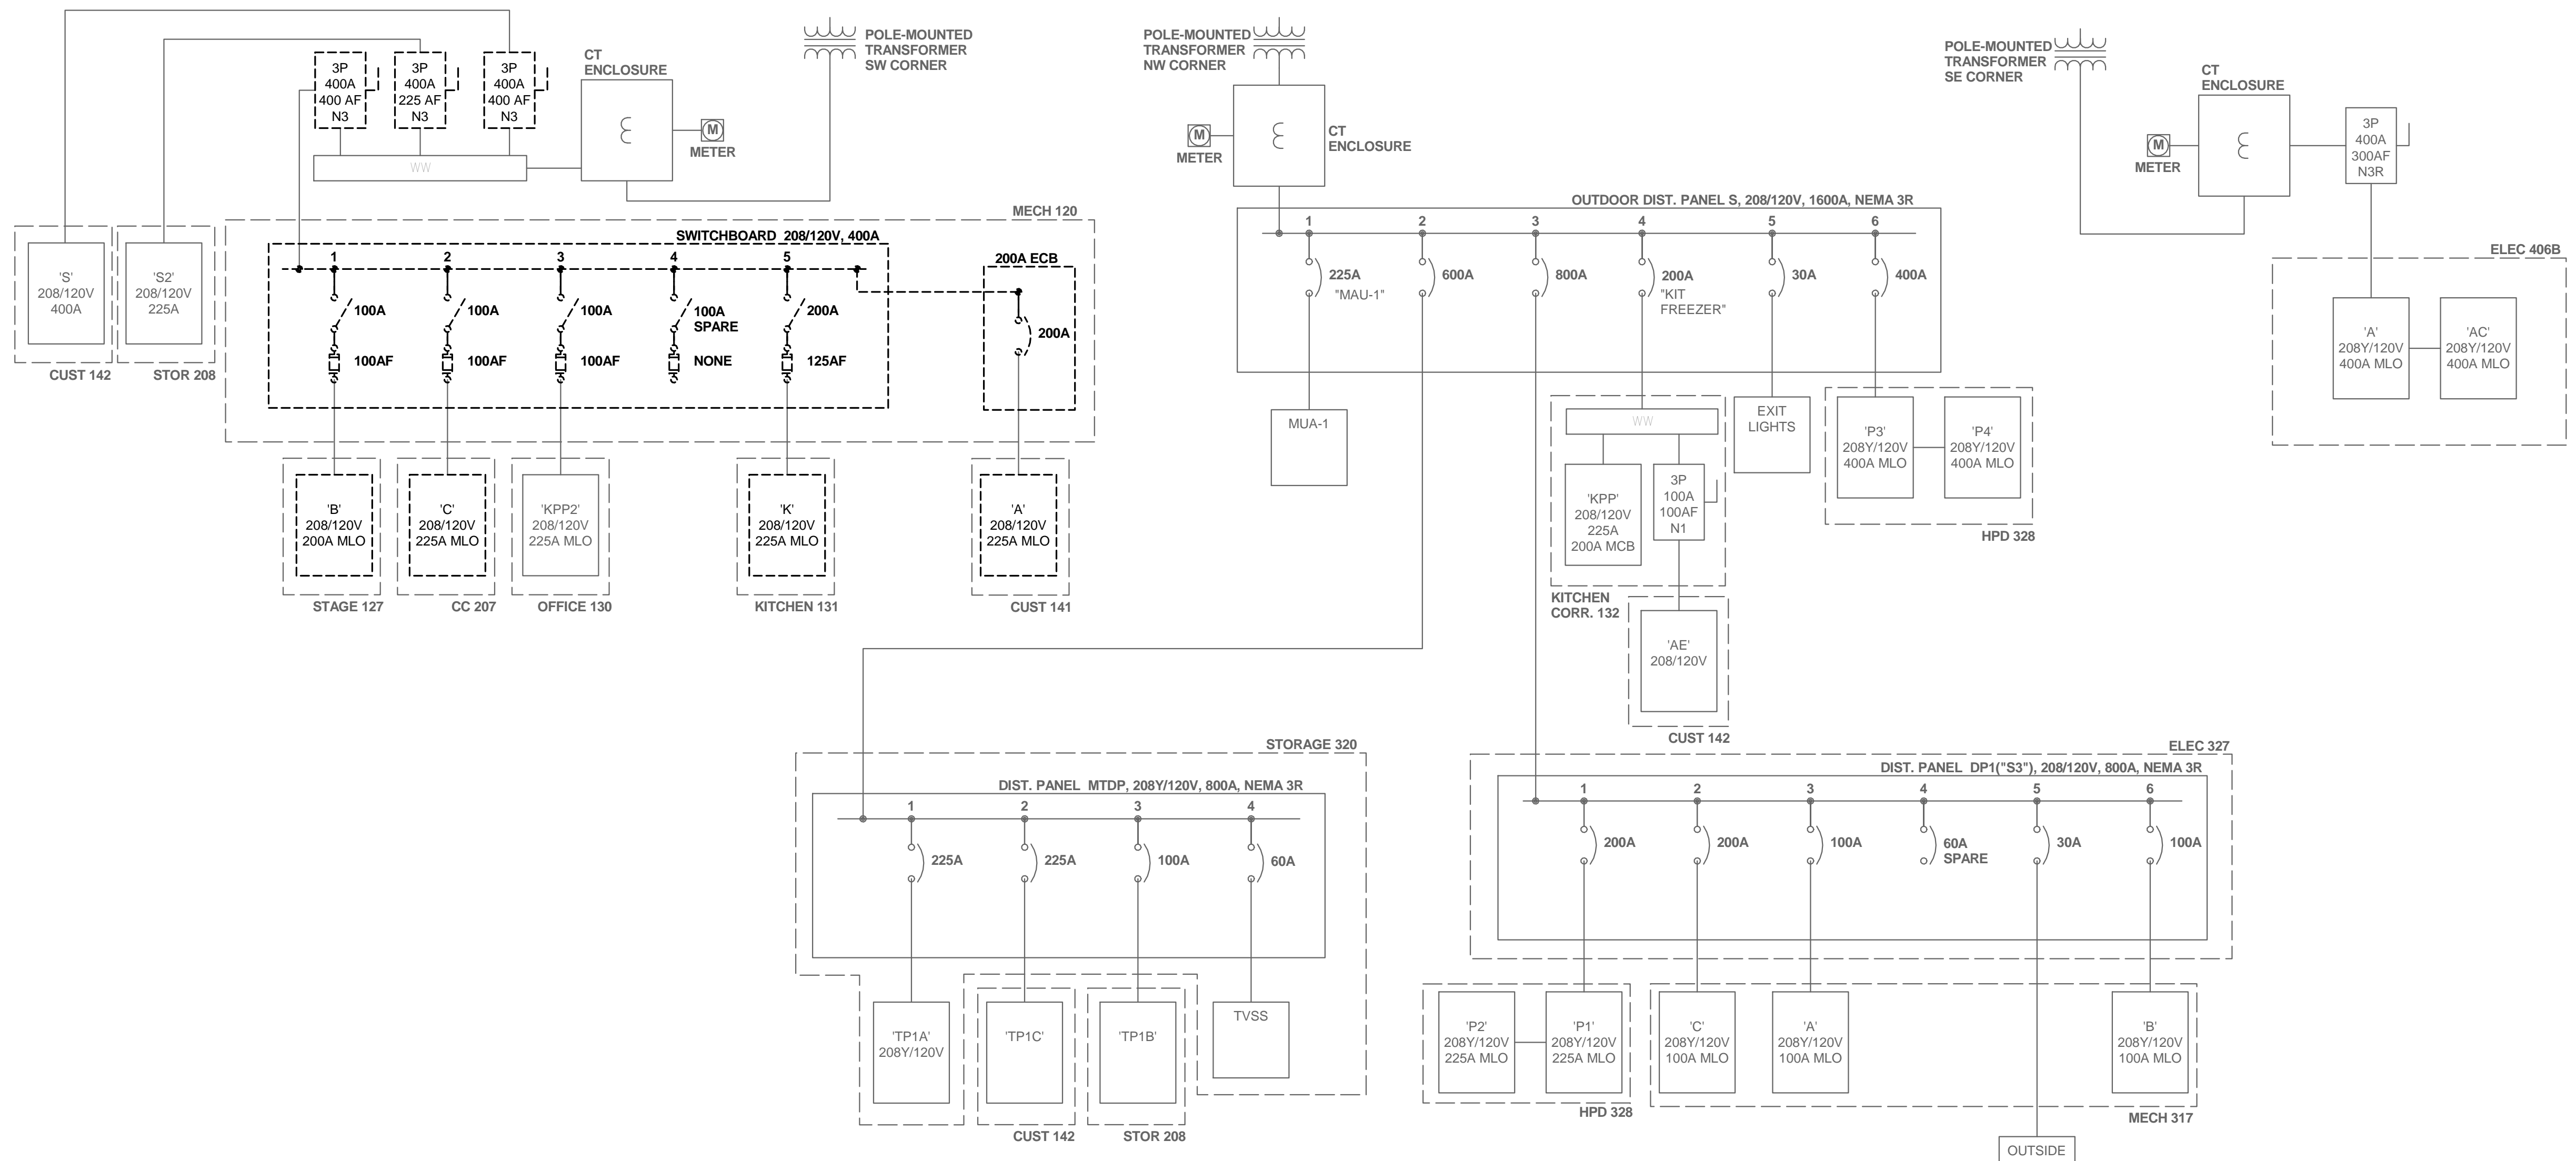 POLE-MOUNTED
TRANSFORMER
SW CORNER
CT
ENCLOSURE
3P
400A
400 AF
N3
3P
400A
225 AF
N3
3P
400A
400 AF
N3
M
METER
WW
MECH 120
SWITCHBOARD 208/120V, 400A
'S'
208/120V
400A
CUST 142
'S2'
208/120V
225A
STOR 208
1
2
3
4
5
100A
100A
100A
100A
SPARE
200A
100AF
100AF
100AF
NONE
125AF
200A ECB
200A
'B'
208/120V
200A MLO
STAGE 127
'C'
208/120V
225A MLO
CC 207
'KPP2'
208/120V
225A MLO
OFFICE 130
'K'
208/120V
225A MLO
KITCHEN 131
'A'
208/120V
225A MLO
CUST 141
POLE-MOUNTED
TRANSFORMER
NW CORNER
M
METER
CT
ENCLOSURE
OUTDOOR DIST. PANEL S, 208/120V, 1600A, NEMA 3R
1
2
3
4
5
6
225A
"MAU-1"
600A
800A
200A
"KIT
FREEZER"
30A
400A
MUA-1
WW
'KPP'
208/120V
225A
200A MCB
3P
100A
100AF
N1
KITCHEN
CORR. 132
'AE'
208/120V
CUST 142
EXIT
LIGHTS
'P3'
208Y/120V
400A MLO
'P4'
208Y/120V
400A MLO
HPD 328
POLE-MOUNTED
TRANSFORMER
SE CORNER
CT
ENCLOSURE
M
METER
3P
400A
300AF
N3R
ELEC 406B
'A'
208Y/120V
400A MLO
'AC'
208Y/120V
400A MLO
STORAGE 320
DIST. PANEL MTDP, 208Y/120V, 800A, NEMA 3R
1
2
3
4
225A
225A
100A
60A
'TP1A'
208Y/120V
'TP1C'
CUST 142
'TP1B'
STOR 208
TVSS
ELEC 327
DIST. PANEL DP1("S3"), 208/120V, 800A, NEMA 3R
1
2
3
4
5
6
200A
200A
100A
60A
SPARE
30A
100A
'P2'
208Y/120V
225A MLO
'P1'
208Y/120V
225A MLO
HPD 328
'C'
208Y/120V
100A MLO
'A'
208Y/120V
100A MLO
'B'
208Y/120V
100A MLO
MECH 317
OUTSIDE